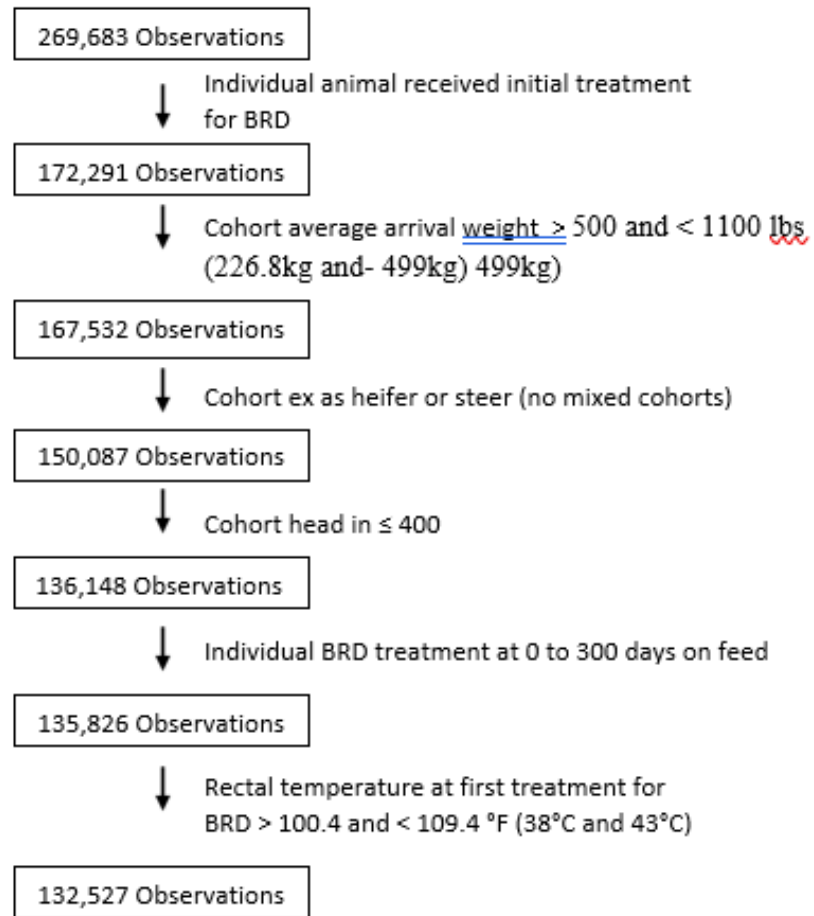 269,683 Observations
Individual animal received initial treatment
for BRD
172,291 Observations
Cohort average arrival weight > 500 and < 1100 lbs
(226.8kg and- 499kg) 499kg)
167,532 Observations
Cohort ex as heifer or steer (no mixed cohorts)
150,087 Observations
Cohort head in ≤ 400
136,148 Observations
Individual BRD treatment at 0 to 300 days on feed
135,826 Observations
Rectal temperature at first treatment for
BRD > 100.4 and < 109.4 °F (38°C and 43°C)
132,527 Observations